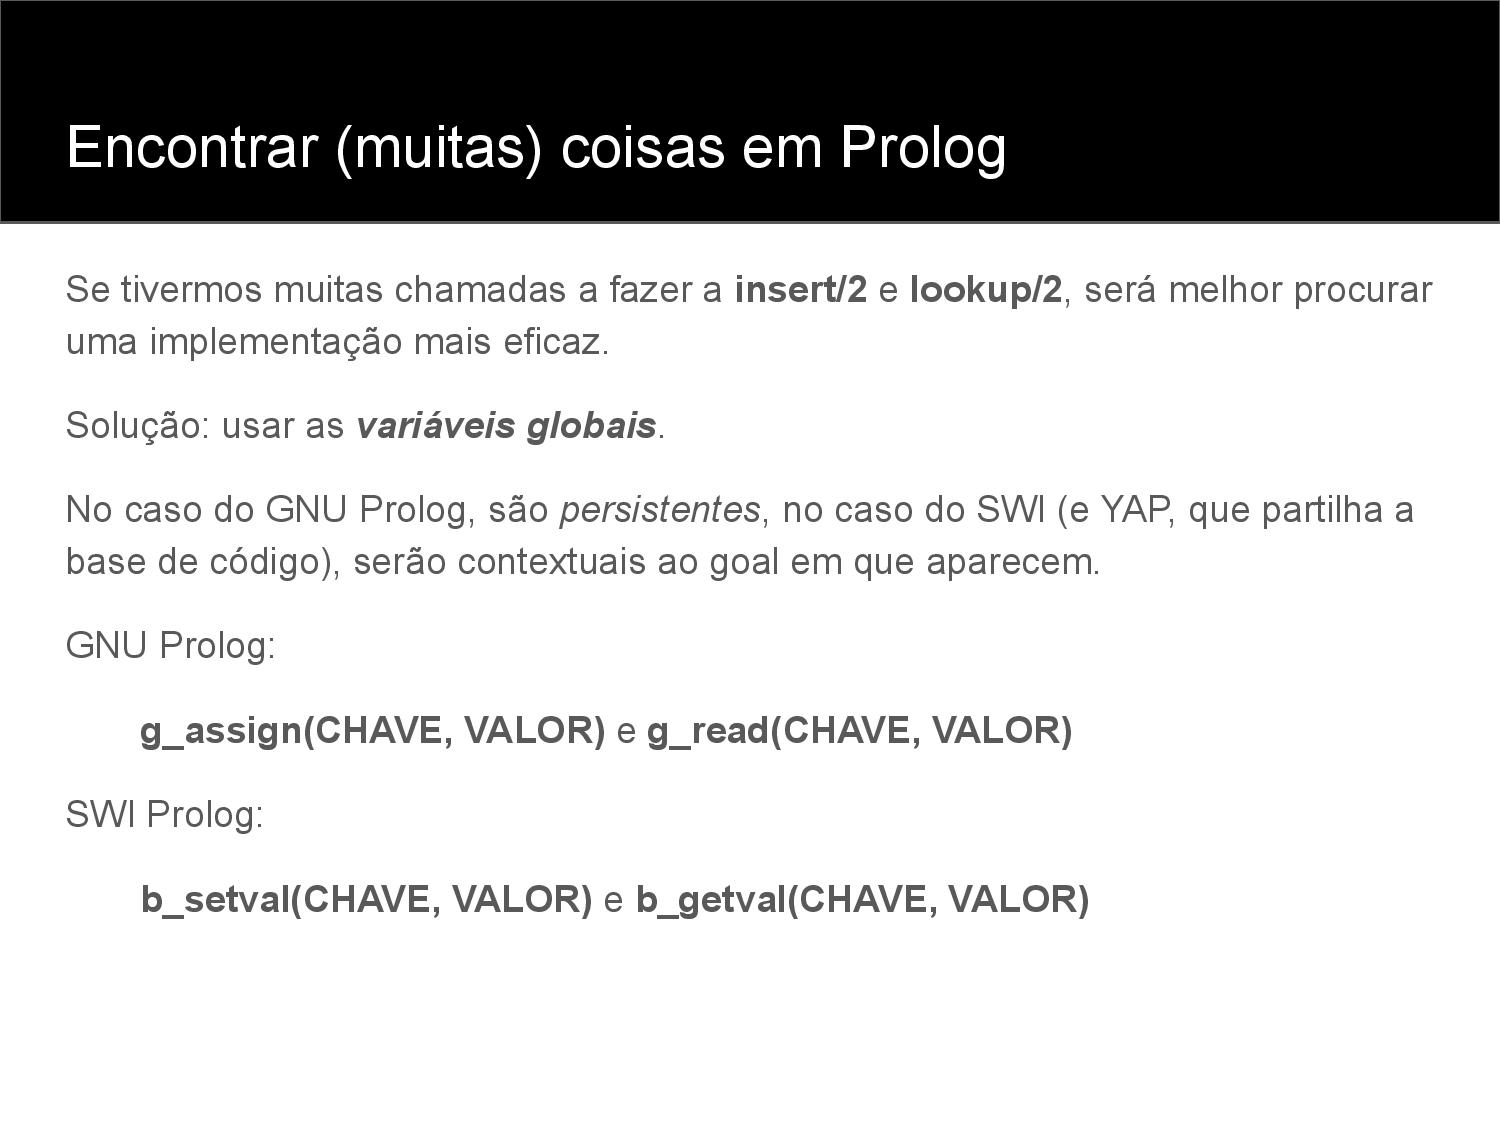 Encontrar (muitas) coisas em Prolog
Se tivermos muitas chamadas a fazer a insert/2 e lookup/2, será melhor procurar
uma implementação mais eficaz.
Solução: usar as variáveis globais.
No caso do GNU Prolog, são persistentes, no caso do SWI (e YAP, que partilha a
base de código), serão contextuais ao goal em que aparecem.
GNU Prolog:
g_assign(CHAVE, VALOR) e g_read(CHAVE, VALOR)
SWI Prolog:
b_setval(CHAVE, VALOR) e b_getval(CHAVE, VALOR)